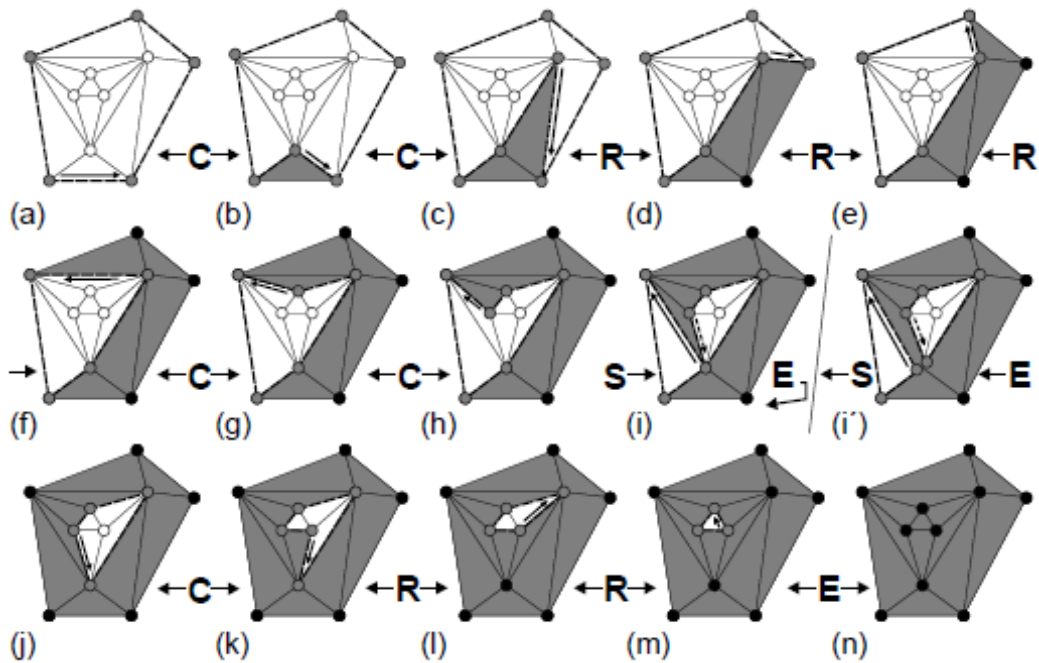 C C R R R
(a) (b) (c) (d) (e)
C C S E S E
(f) (g) (h) (i) (i´)
C R R E
(j) (k) (l) (m) (n)